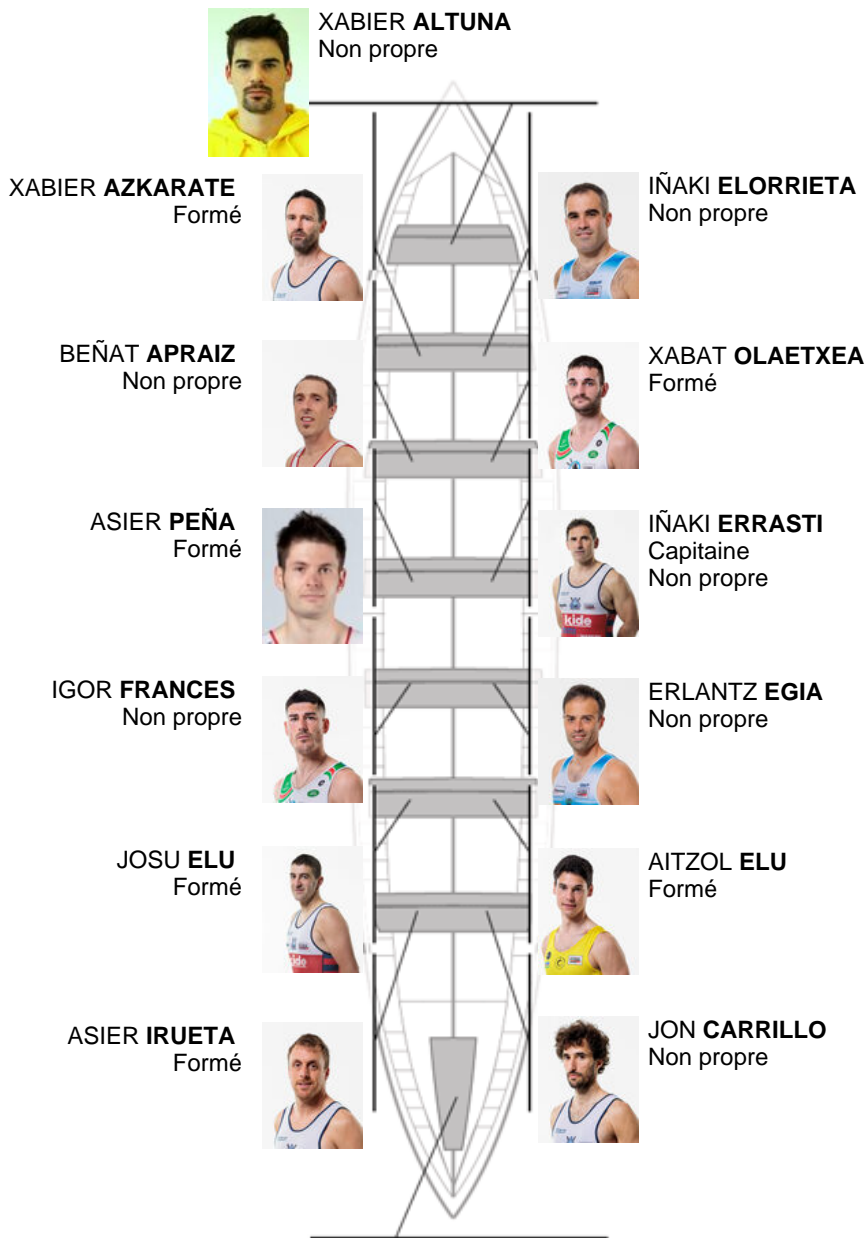 XABIER ALTUNA
Non propre
XABIER AZKARATE
Formé
IÑAKI ELORRIETA
Non propre
BEÑAT APRAIZ
Non propre
XABAT OLAETXEA
Formé
ASIER PEÑA
Formé
IÑAKI ERRASTI
Capitaine
Non propre
kide
IGOR FRANCES
Non propre
ERLANTZ EGIA
Non propre
JOSU ELU
Formé
AITZOL ELU
Formé
ASIER IRUETA
Formé
JON CARRILLO
Non propre